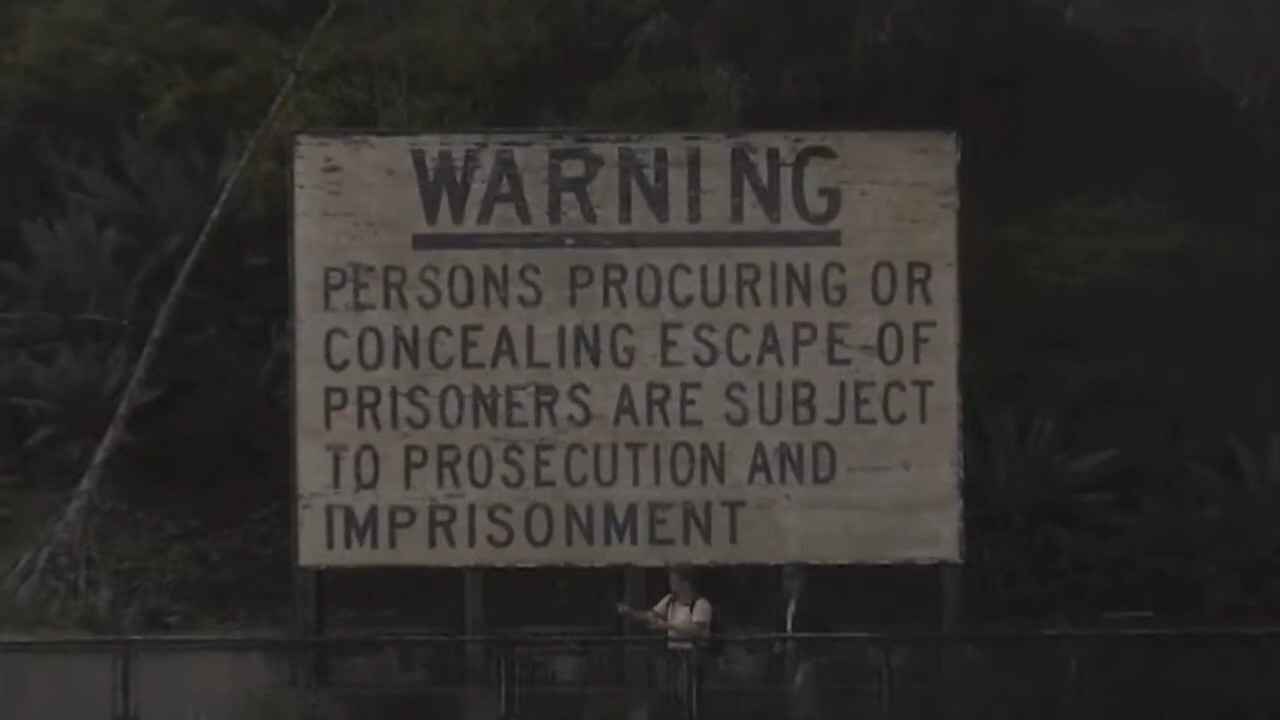 WARNING
PERSONS PROCURING OR
CONCEALING ESCAPE OF
PRISONERS ARE SUBJECT
TO PROSECUTION AND
IMPRISONMENT